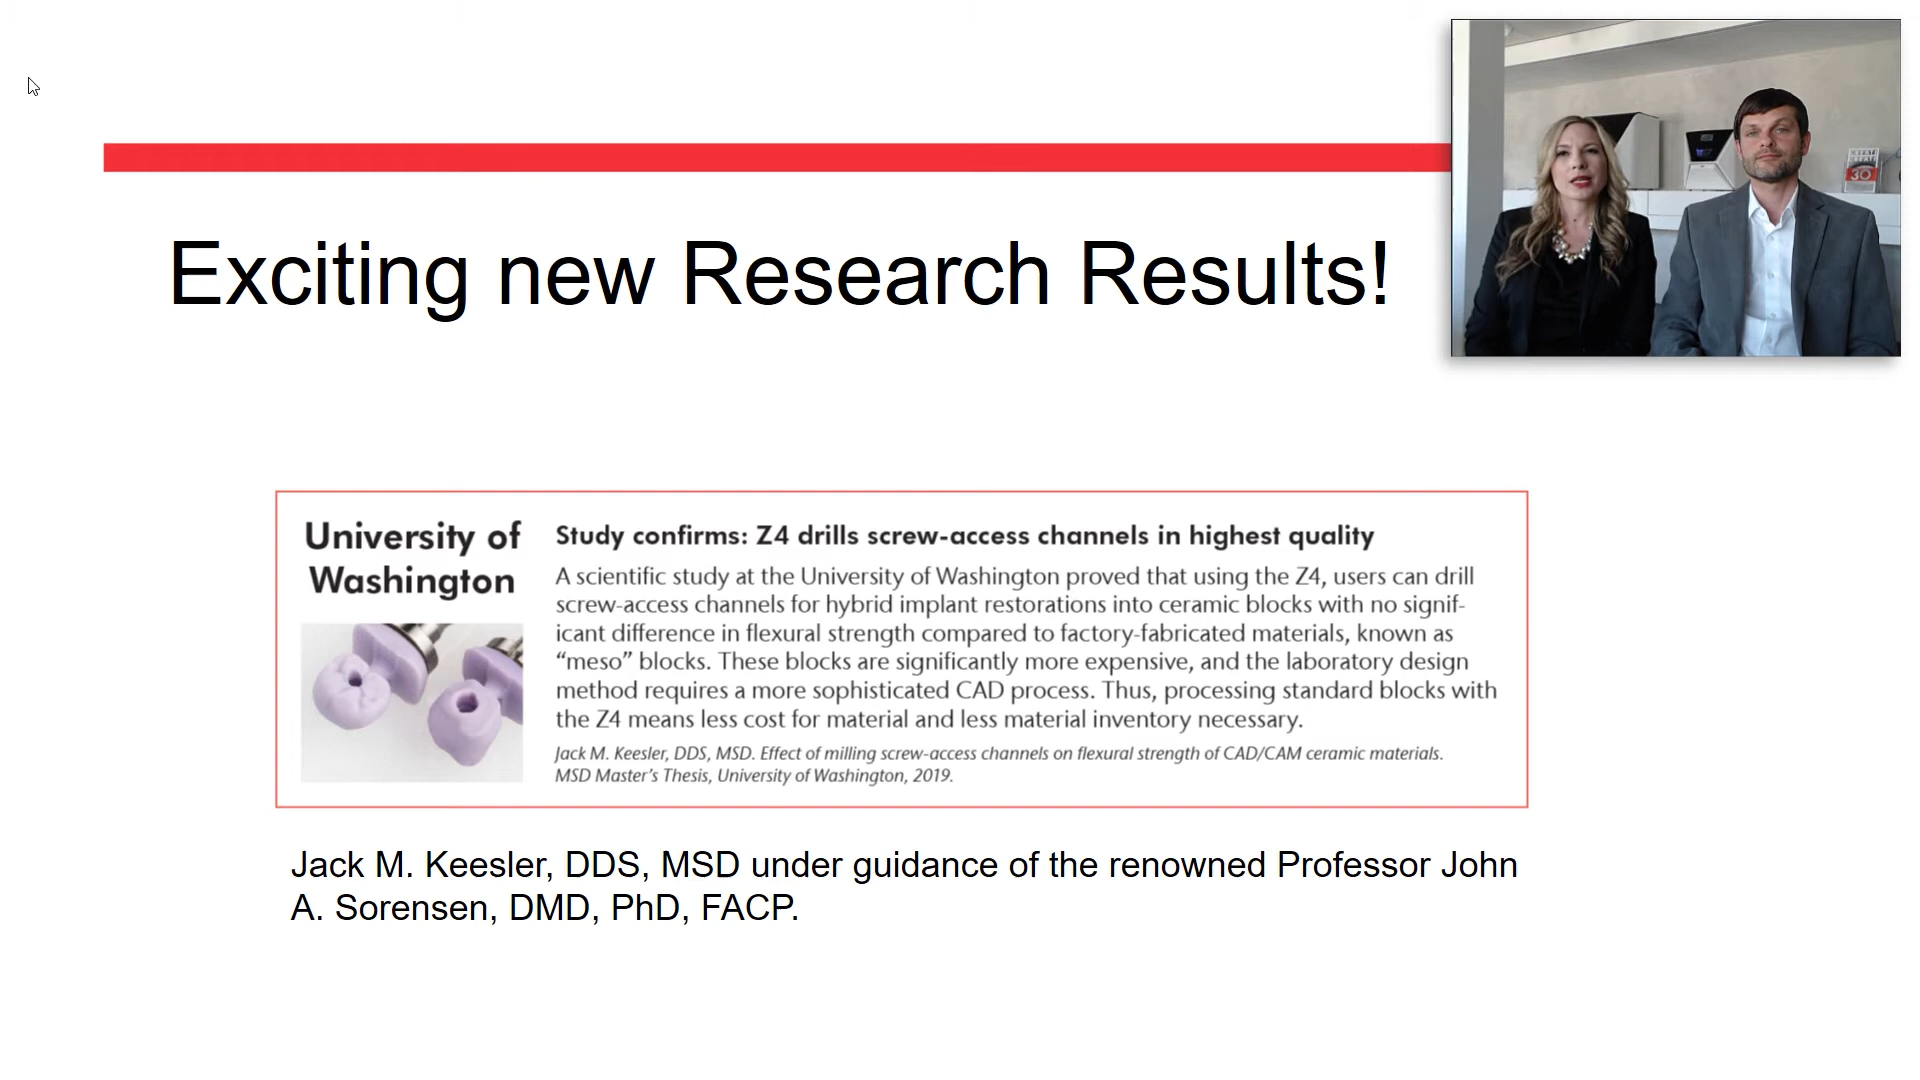 Exciting new Research Results!
30
University of
Washington
Study confirms: Z4 drills screw-access channels in highest quality
A scientific study at the University of Washington proved that using the Z4, users can drill
screw-access channels for hybrid implant restorations into ceramic blocks with no signif-
icant difference in flexural strength compared to factory-fabricated materials, known as
“meso” blocks. These blocks are significantly more expensive, and the laboratory design
method requires a more sophisticated CAD process. Thus, processing standard blocks with
the Z4 means less cost for material and less material inventory necessary.
Jack M. Keesler, DDS, MSD. Effect of milling screw-access channels on flexural strength of CAD/CAM ceramic materials.
MSD Master’s Thesis, University of Washington, 2019.
Jack M. Keesler, DDS, MSD under guidance of the renowned Professor John
A. Sorensen, DMD, PhD, FACP.